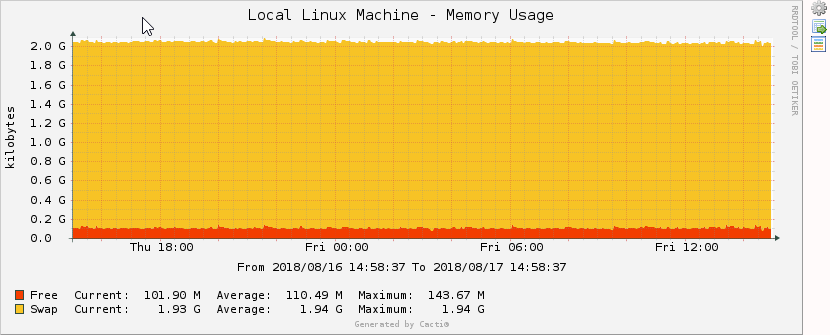 Local Linux Machine - Memory Usage
RRDTOOL / TOBI OETIKER
kilobytes
2.0 G
1.8 G
1.6 G
1.4 G
1.2 G
1.0 G
0.8 G
0.6 G
0.4 G
0.2 G
0.0
Thu 18:00 Fri 00:00 Fri 06:00 Fri 12:00
From 2018/08/16 14:58:37 To 2018/08/17 14:58:37
Free Current: 101.90 M Average: 110.49 M Maximum: 143.67 M
Swap Current: 1.93 G Average: 1.94 G Maximum: 1.94 G
Generated by Cacti®